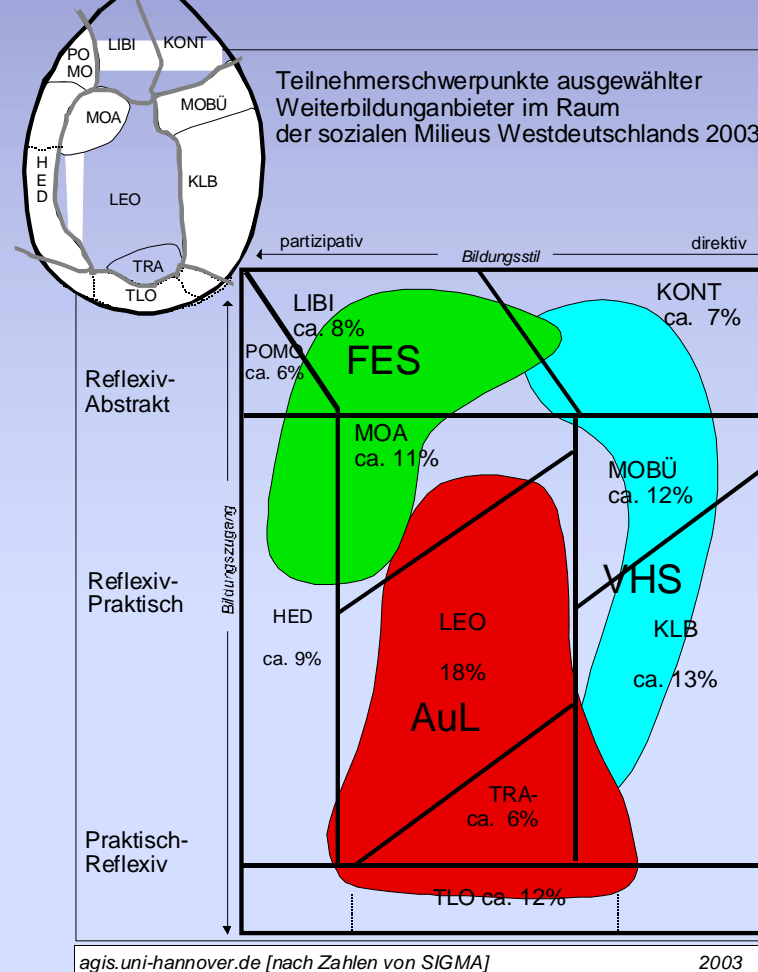 LIBI
KONT
PO
MO
MOA
MOBÜ
H
E
D
KLB
LEO
TRA
TLO
Teilnehmerschwerpunkte ausgewählter
Weiterbildunganbieter im Raum
der sozialen Milieus Westdeutschlands 2003
partizipativ
Bildungsstil
direktiv
LIBI
ca. 8%
KONT
ca. 7%
POMO
ca. 6%
FES
Reflexiv-
Abstrakt
MOA
ca. 11%
MOBÜ
ca. 12%
Bildungszugang
Reflexiv-
Praktisch
VHS
HED
ca. 9%
LEO
18%
KLB
ca. 13%
AuL
TRA-
ca. 6%
Praktisch-
Reflexiv
TLO ca. 12%
agis.uni-hannover.de [nach Zahlen von SIGMA]
2003